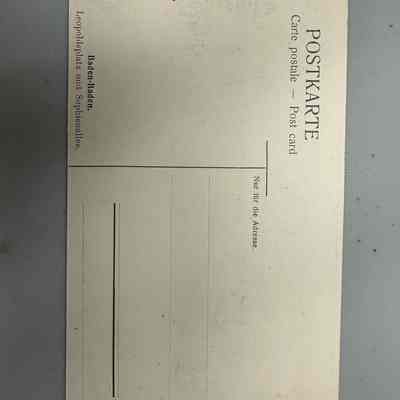 POSTKARTE
Carte postale — Post card
Nur für die Adresse.
Baden-Baden.
Leopoldsplatz und Sophienallee.